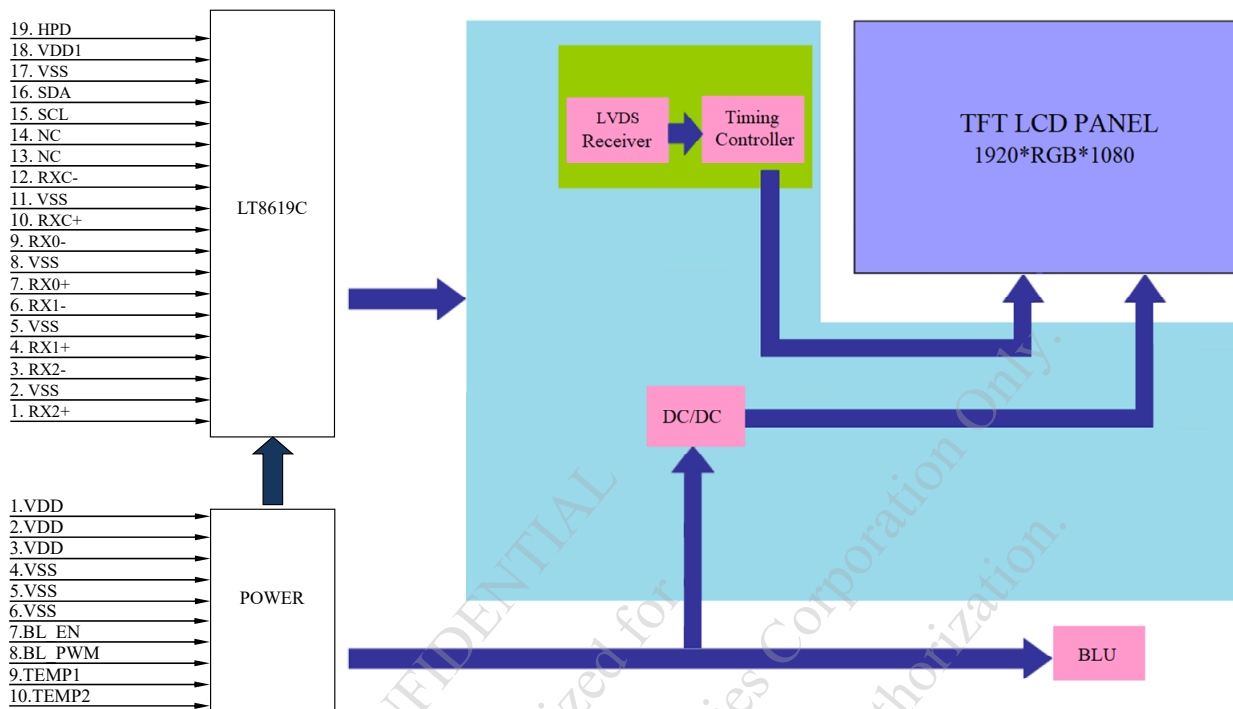 19. HPD
18. VDD1
17. VSS
16. SDA
15. SCL
14. NC
13. NC
12. RXC-
11. VSS
10. RXC+
9. RX0-
8. VSS
7. RX0+
6. RX1-
5. VSS
4. RX1+
3. RX2-
2. VSS
1. RX2+
LT8619C
LVDS
Receiver
Timing
Controller
TFT LCD PANEL
1920*RGB*1080
DC/DC
1.VDD
2.VDD
3.VDD
4.VSS
5.VSS
6.VSS
7.BL_EN
8.BL_PWM
9.TEMP1
10.TEMP2
POWER
BLU
Corporation Only.